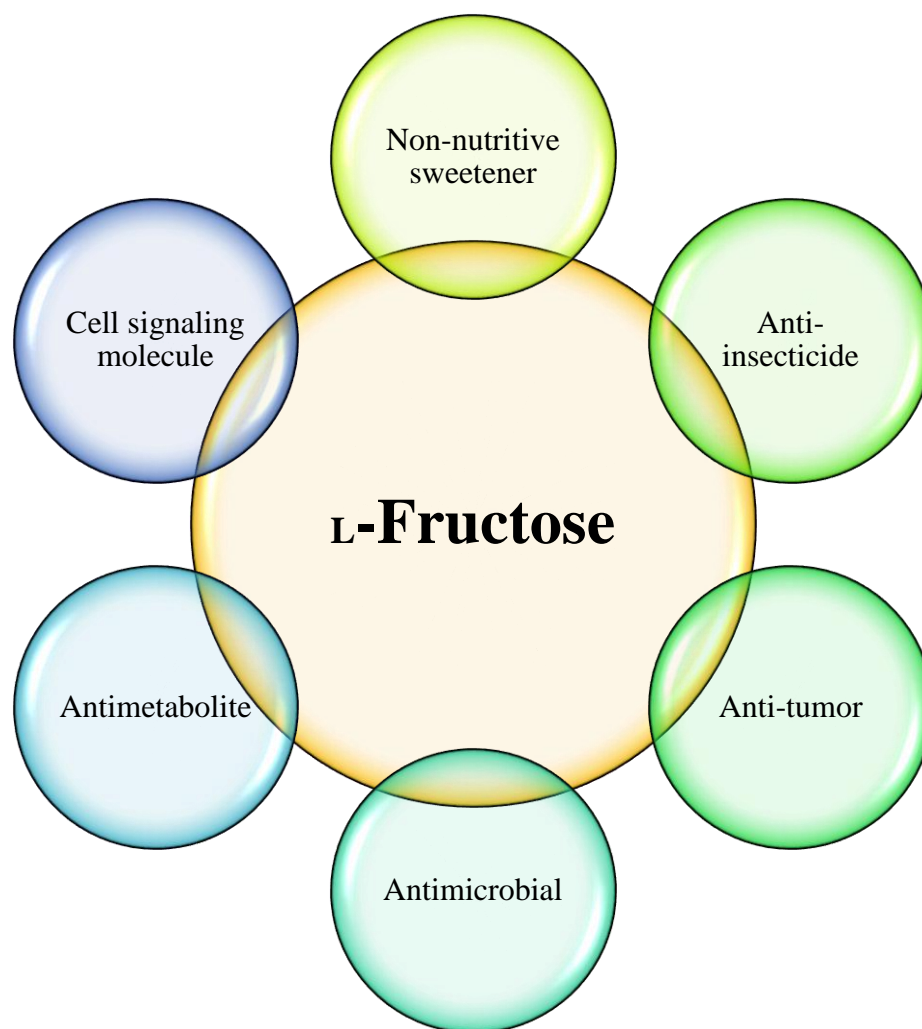 Non-nutritive
sweetener
Cell signaling
molecule
Anti-
insecticide
L-Fructose
Antimetabolite
Anti-tumor
Antimicrobial